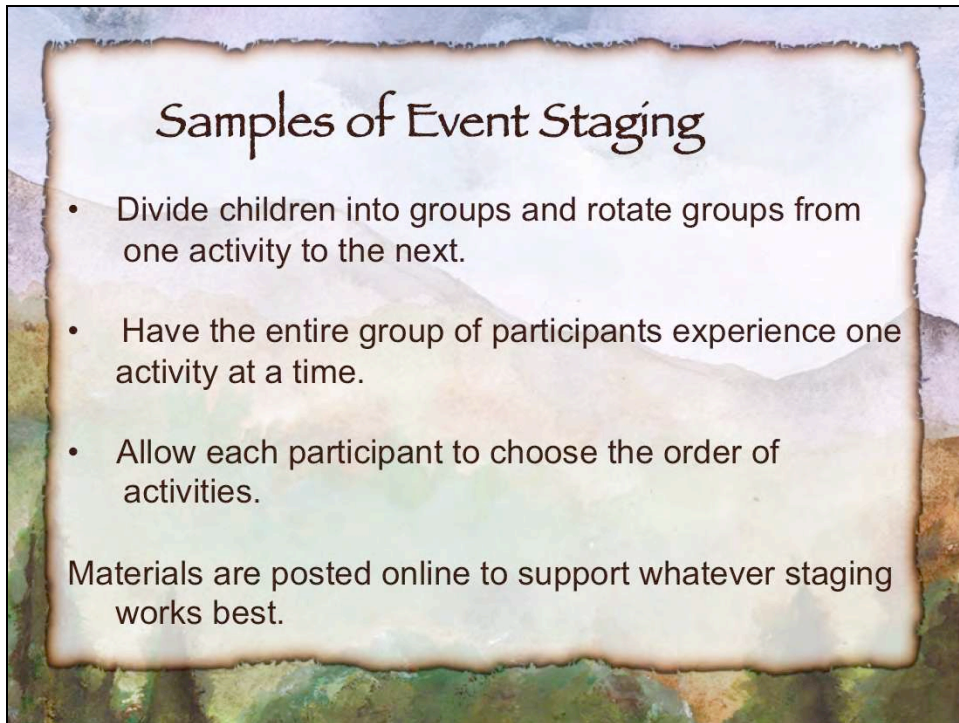 Samples of Event Staging
• Divide children into groups and rotate groups from
one activity to the next.
• Have the entire group of participants experience one
activity at a time.
• Allow each participant to choose the order of
activities.
Materials are posted online to support whatever staging
works best.